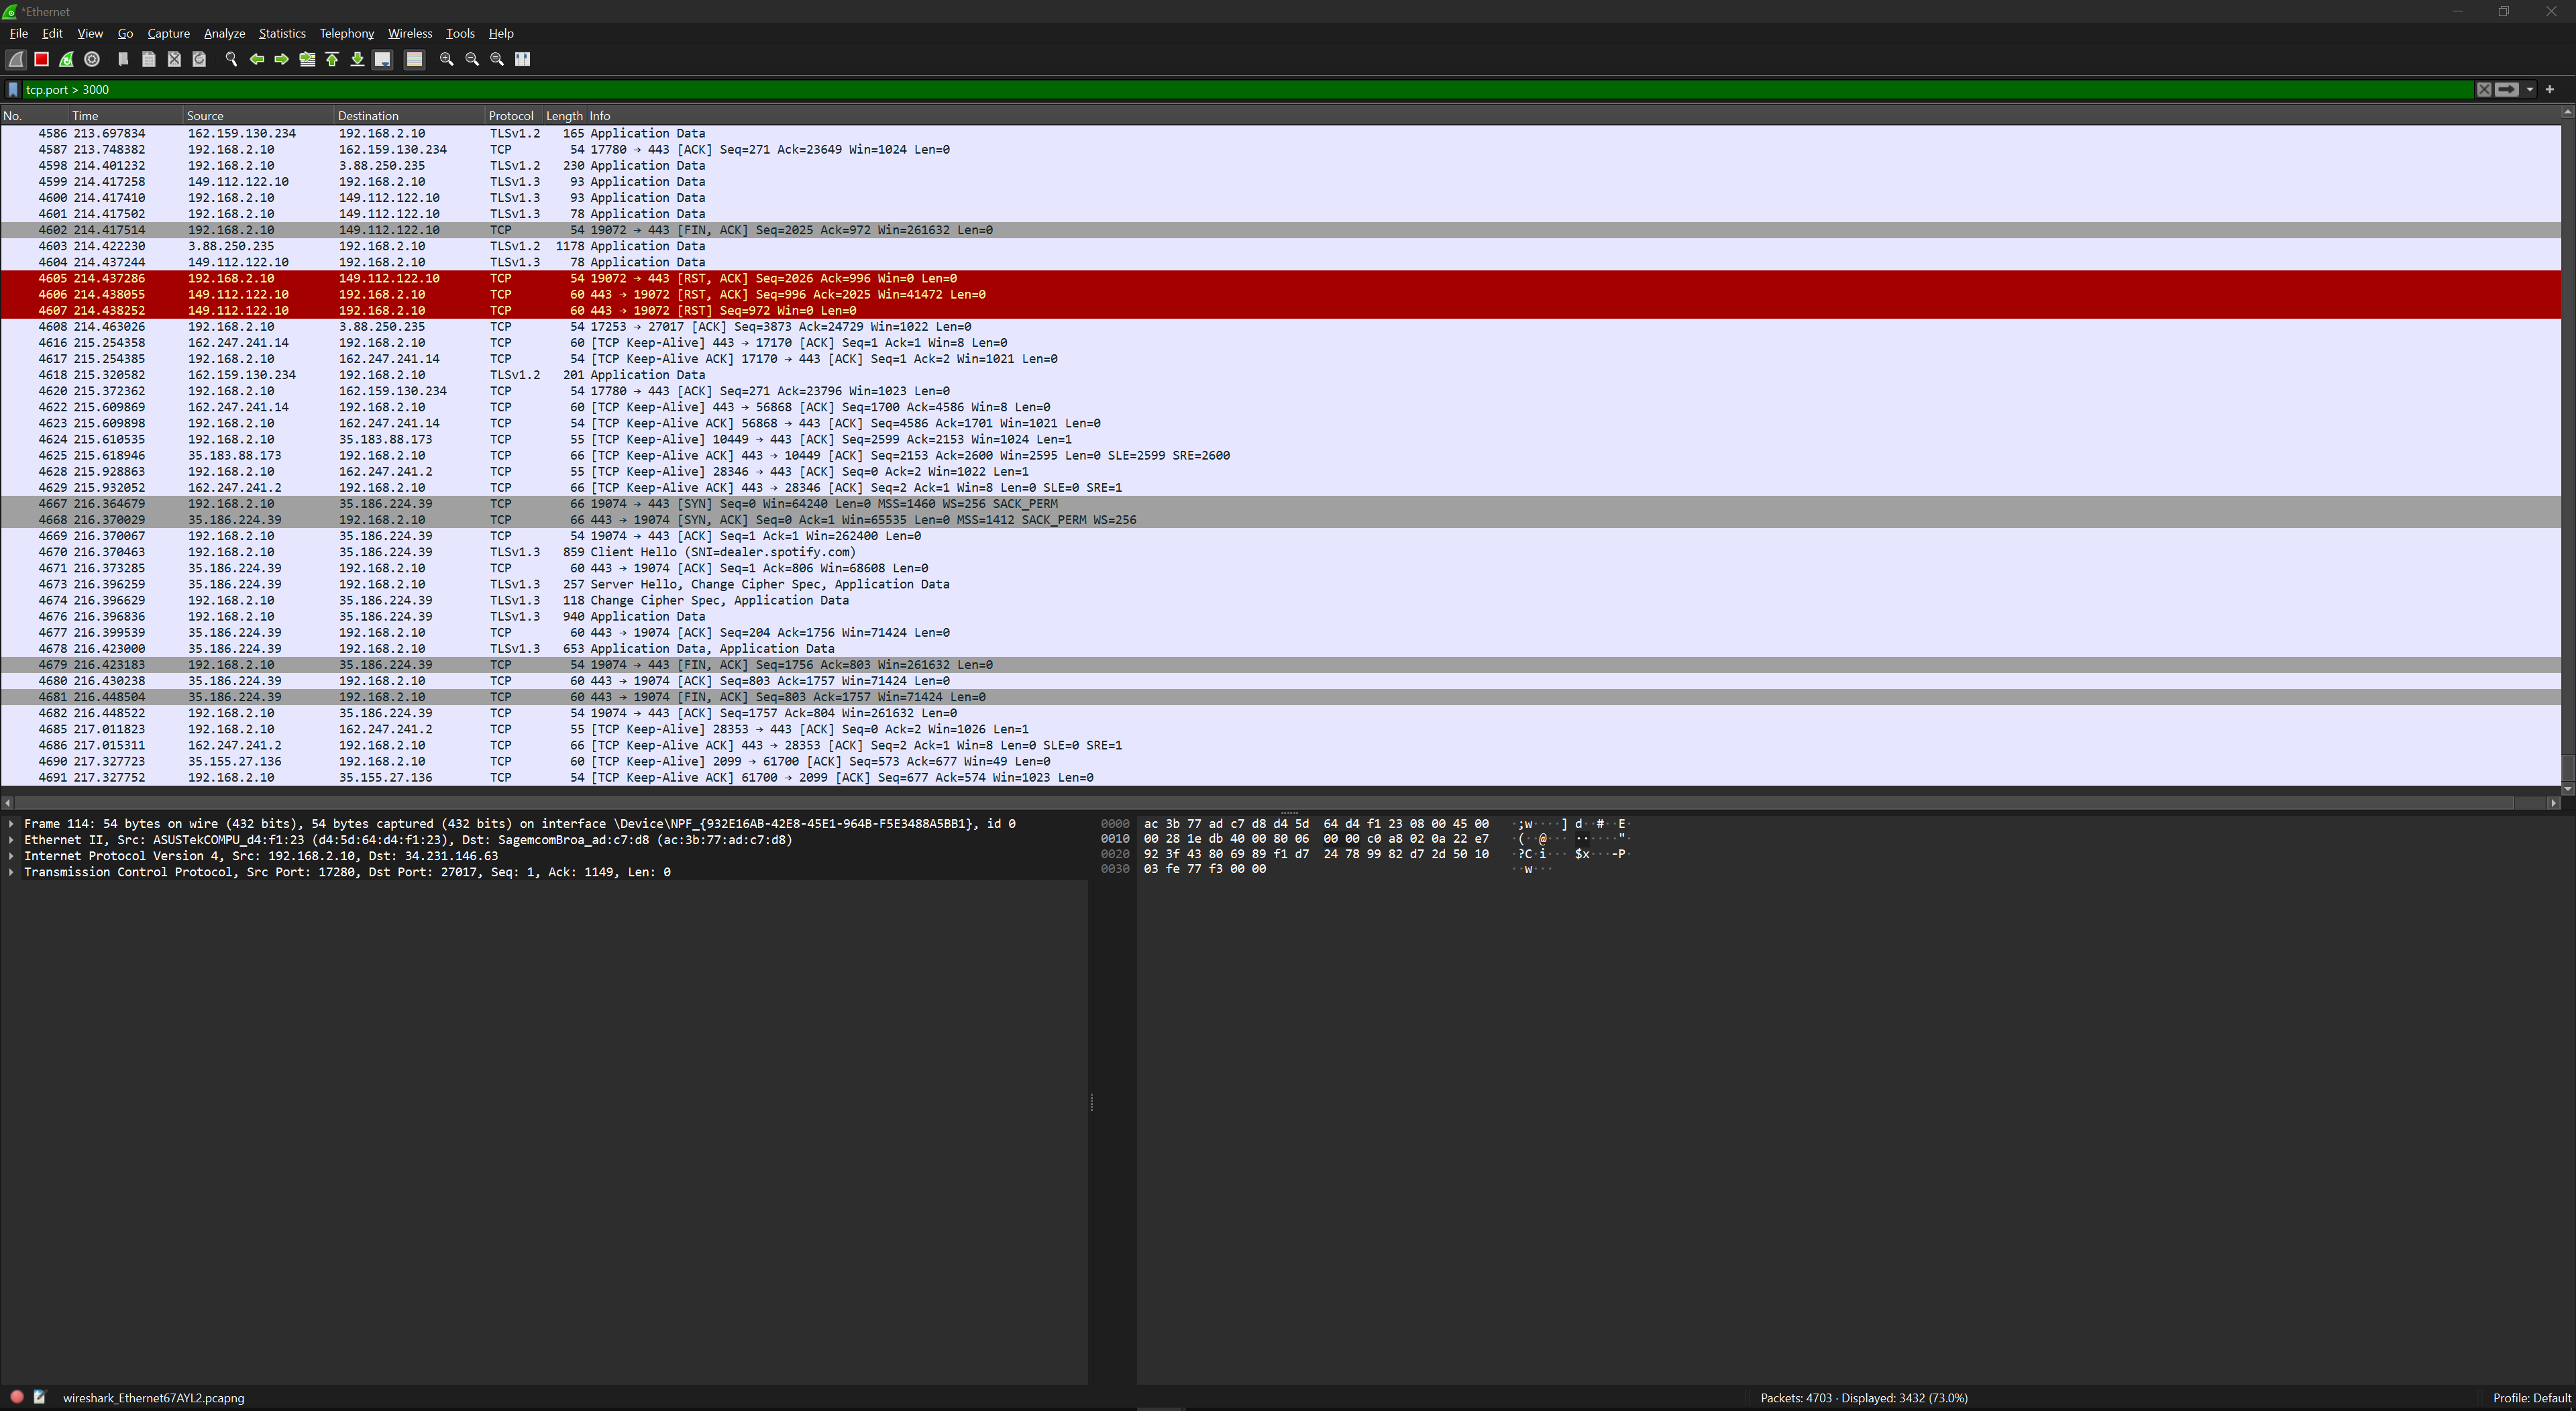 *Ethernet
File Edit View Go Capture Analyze Statistics Telephony Wireless Tools Help
tcp.port > 3000
No. Time Source Destination Protocol Length Info
4586 213.697834 162.159.130.234 192.168.2.10 TLSv1.2 165 Application Data
4587 213.748382 192.168.2.10 162.159.130.234 TCP 54 17780 → 443 [ACK] Seq=271 Ack=23649 Win=1024 Len=0
4598 214.401232 192.168.2.10 3.88.250.235 TLSv1.2 230 Application Data
4599 214.417258 149.112.122.10 192.168.2.10 TLSv1.3 93 Application Data
4600 214.417410 192.168.2.10 149.112.122.10 TLSv1.3 93 Application Data
4601 214.417502 192.168.2.10 149.112.122.10 TLSv1.3 78 Application Data
4602 214.417514 192.168.2.10 149.112.122.10 TCP 54 19072 → 443 [FIN, ACK] Seq=2025 Ack=972 Win=261632 Len=0
4603 214.422230 3.88.250.235 192.168.2.10 TLSv1.2 1178 Application Data
4604 214.437244 149.112.122.10 192.168.2.10 TLSv1.3 78 Application Data
4605 214.437286 192.168.2.10 149.112.122.10 TCP 54 19072 → 443 [RST, ACK] Seq=2026 Ack=996 Win=0 Len=0
4606 214.438055 149.112.122.10 192.168.2.10 TCP 60 443 → 19072 [RST, ACK] Seq=996 Ack=2025 Win=41472 Len=0
4607 214.438252 149.112.122.10 192.168.2.10 TCP 60 443 → 19072 [RST] Seq=972 Win=0 Len=0
4608 214.463026 192.168.2.10 3.88.250.235 TCP 54 17253 → 27017 [ACK] Seq=3873 Ack=24729 Win=1022 Len=0
4616 215.254358 162.247.241.14 192.168.2.10 TCP 60 [TCP Keep-Alive] 443 → 17170 [ACK] Seq=1 Ack=1 Win=8 Len=0
4617 215.254385 192.168.2.10 162.247.241.14 TCP 54 [TCP Keep-Alive ACK] 17170 → 443 [ACK] Seq=1 Ack=2 Win=1021 Len=0
4618 215.320582 162.159.130.234 192.168.2.10 TLSv1.2 201 Application Data
4620 215.372362 192.168.2.10 162.159.130.234 TCP 54 17780 → 443 [ACK] Seq=271 Ack=23796 Win=1023 Len=0
4622 215.609869 162.247.241.14 192.168.2.10 TCP 60 [TCP Keep-Alive] 443 → 56868 [ACK] Seq=1700 Ack=4586 Win=8 Len=0
4623 215.609898 192.168.2.10 162.247.241.14 TCP 54 [TCP Keep-Alive ACK] 56868 → 443 [ACK] Seq=4586 Ack=1701 Win=1021 Len=0
4624 215.610535 192.168.2.10 35.183.88.173 TCP 55 [TCP Keep-Alive] 10449 → 443 [ACK] Seq=2599 Ack=2153 Win=1024 Len=1
4625 215.618946 35.183.88.173 192.168.2.10 TCP 66 [TCP Keep-Alive ACK] 443 → 10449 [ACK] Seq=2153 Ack=2600 Win=2595 Len=0 SLE=2599 SRE=2600
4628 215.928863 192.168.2.10 162.247.241.2 TCP 55 [TCP Keep-Alive] 28346 → 443 [ACK] Seq=0 Ack=2 Win=1022 Len=1
4629 215.932052 162.247.241.2 192.168.2.10 TCP 66 [TCP Keep-Alive ACK] 443 → 28346 [ACK] Seq=2 Ack=1 Win=8 Len=0 SLE=0 SRE=1
4667 216.364679 192.168.2.10 35.186.224.39 TCP 66 19074 → 443 [SYN] Seq=0 Win=64240 Len=0 MSS=1460 WS=256 SACK_PERM
4668 216.370029 35.186.224.39 192.168.2.10 TCP 66 443 → 19074 [SYN, ACK] Seq=0 Ack=1 Win=65535 Len=0 MSS=1412 SACK_PERM WS=256
4669 216.370067 192.168.2.10 35.186.224.39 TCP 54 19074 → 443 [ACK] Seq=1 Ack=1 Win=262400 Len=0
4670 216.370463 192.168.2.10 35.186.224.39 TLSv1.3 859 Client Hello (SNI=dealer.spotify.com)
4671 216.373285 35.186.224.39 192.168.2.10 TCP 60 443 → 19074 [ACK] Seq=1 Ack=806 Win=68608 Len=0
4673 216.396259 35.186.224.39 192.168.2.10 TLSv1.3 257 Server Hello, Change Cipher Spec, Application Data
4674 216.396629 192.168.2.10 35.186.224.39 TLSv1.3 118 Change Cipher Spec, Application Data
4676 216.396836 192.168.2.10 35.186.224.39 TLSv1.3 940 Application Data
4677 216.399539 35.186.224.39 192.168.2.10 TCP 60 443 → 19074 [ACK] Seq=204 Ack=1756 Win=71424 Len=0
4678 216.423000 35.186.224.39 192.168.2.10 TLSv1.3 653 Application Data, Application Data
4679 216.423183 192.168.2.10 35.186.224.39 TCP 54 19074 → 443 [FIN, ACK] Seq=1756 Ack=803 Win=261632 Len=0
4680 216.430238 35.186.224.39 192.168.2.10 TCP 60 443 → 19074 [ACK] Seq=803 Ack=1757 Win=71424 Len=0
4681 216.448504 35.186.224.39 192.168.2.10 TCP 60 443 → 19074 [FIN, ACK] Seq=803 Ack=1757 Win=71424 Len=0
4682 216.448522 192.168.2.10 35.186.224.39 TCP 54 19074 → 443 [ACK] Seq=1757 Ack=804 Win=261632 Len=0
4685 217.011823 192.168.2.10 162.247.241.2 TCP 55 [TCP Keep-Alive] 28353 → 443 [ACK] Seq=0 Ack=2 Win=1026 Len=1
4686 217.015311 162.247.241.2 192.168.2.10 TCP 66 [TCP Keep-Alive ACK] 443 → 28353 [ACK] Seq=2 Ack=1 Win=8 Len=0 SLE=0 SRE=1
4690 217.327723 35.155.27.136 192.168.2.10 TCP 60 [TCP Keep-Alive] 2099 → 61700 [ACK] Seq=573 Ack=677 Win=49 Len=0
4691 217.327752 192.168.2.10 35.155.27.136 TCP 54 [TCP Keep-Alive ACK] 61700 → 2099 [ACK] Seq=677 Ack=574 Win=1023 Len=0
Frame 114: 54 bytes on wire (432 bits), 54 bytes captured (432 bits) on interface \Device\NPF_{932E16AB-42E8-45E1-964B-F5E3488A5BB1}, id 0
Ethernet II, Src: ASUSTekCOMPU_d4:f1:23 (d4:5d:64:d4:f1:23), Dst: SagemcomBroa_ad:c7:d8 (ac:3b:77:ad:c7:d8)
Internet Protocol Version 4, Src: 192.168.2.10, Dst: 34.231.146.63
Transmission Control Protocol, Src Port: 17280, Dst Port: 27017, Seq: 1, Ack: 1149, Len: 0
0000 ac 3b 77 ad c7 d8 d4 5d 64 d4 f1 23 08 00 45 00 ·;w····] d··#··E·
0010 00 28 1e db 40 00 80 06 00 00 c0 a8 02 0a 22 e7 ·(··@··· ······"·
0020 92 3f 43 80 69 89 f1 d7 24 78 99 82 d7 2d 50 10 ·?C·i··· $x···-P·
0030 03 fe 77 f3 00 00 ··w···
wireshark_Ethernet67AYL2.pcapng
Packets: 4703 · Displayed: 3432 (73.0%)
Profile: Default